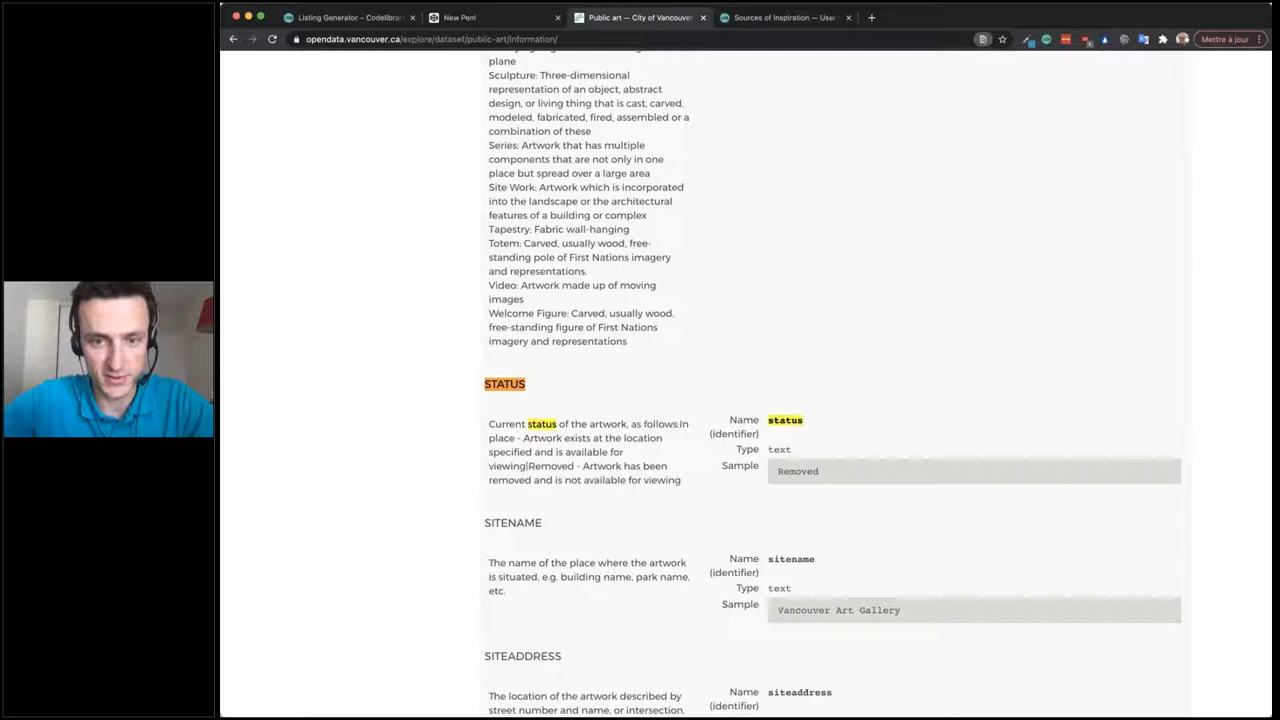 Listing Generator – Codelibrar
New Pen!
Public art — City of Vancouver
Sources of Inspiration — User
opendata.vancouver.ca/explore/dataset/public-art/information/
Mettre à jour
plane
Sculpture: Three-dimensional
representation of an object, abstract
design, or living thing that is cast, carved,
modeled, fabricated, fired, assembled or a
combination of these
Series: Artwork that has multiple
components that are not only in one
place but spread over a large area
Site Work: Artwork which is incorporated
into the landscape or the architectural
features of a building or complex
Tapestry: Fabric wall-hanging
Totem: Carved, usually wood, free-
standing pole of First Nations imagery
and representations.
Video: Artwork made up of moving
images
Welcome Figure: Carved, usually wood,
free-standing figure of First Nations
imagery and representations
STATUS
Current status of the artwork, as follows:In
place - Artwork exists at the location
specified and is available for
viewing|Removed - Artwork has been
removed and is not available for viewing
Name status
(identifier)
Type text
Sample Removed
SITENAME
The name of the place where the artwork
is situated, e.g. building name, park name,
etc.
Name sitename
(identifier)
Type text
Sample Vancouver Art Gallery
SITEADDRESS
The location of the artwork described by
street number and name, or intersection.
Name siteaddress
(identifier)